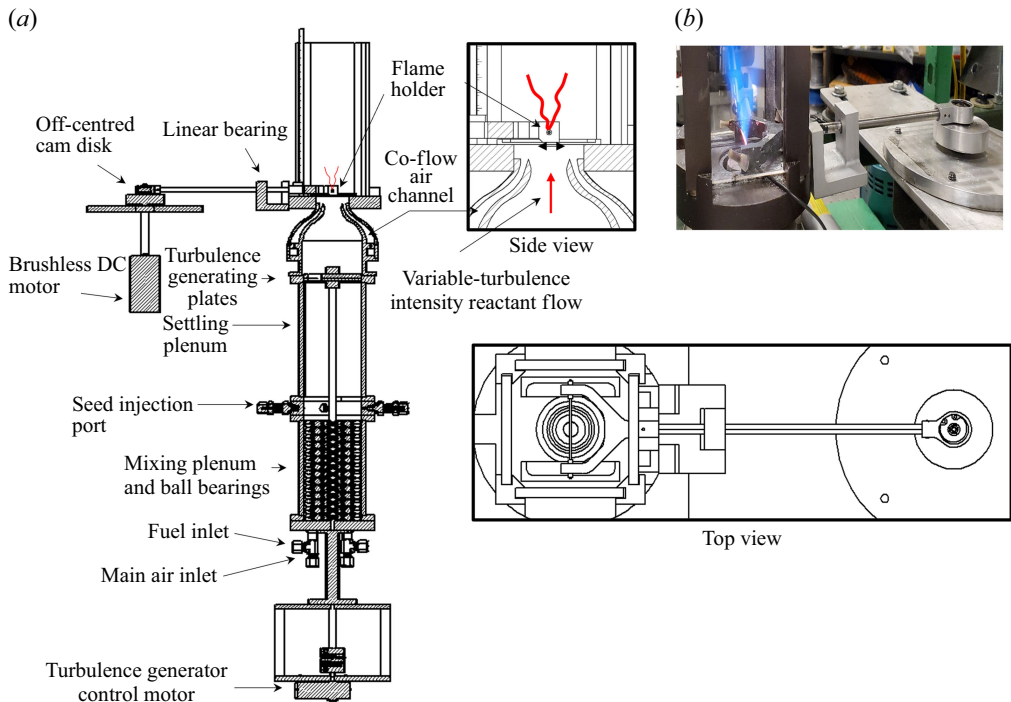 (a)
(b)
Off-centred
cam disk
Linear bearing
Flame
holder
Co-flow
air
channel
Side view
Brushless DC
motor
Turbulence
generating
plates
Variable-turbulence
intensity reactant flow
Settling
plenum
Seed injection
port
Mixing plenum
and ball bearings
Fuel inlet
Main air inlet
Top view
Turbulence generator
control motor